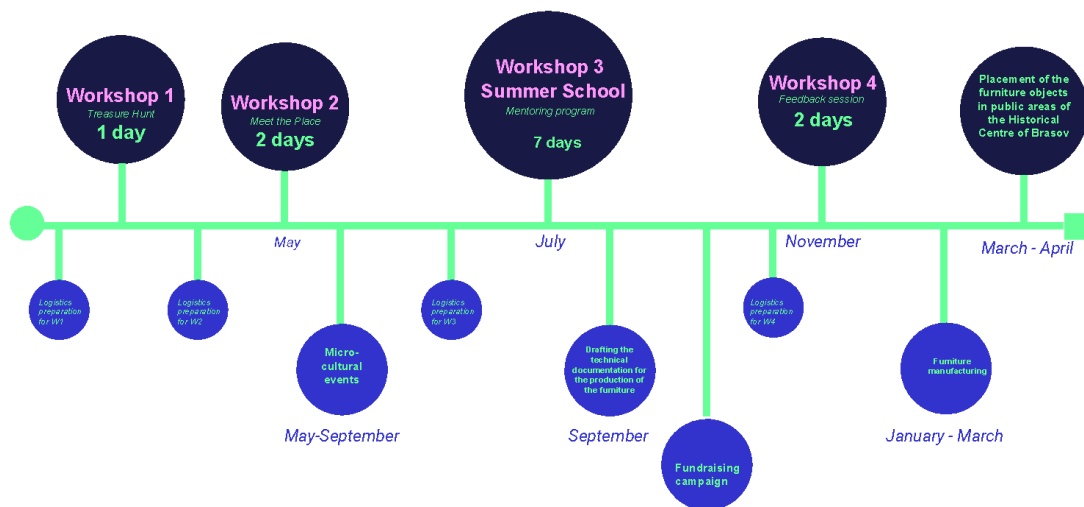 Workshop 1
Treasure Hunt
1 day
Workshop 2
Meet the Place
2 days
Workshop 3
Summer School
Mentoring program
7 days
Workshop 4
Feedback session
2 days
Placement of the
furniture objects
in public areas of
the Historical
Centre of Brasov
May
July
November
March - April
Logistics
preparation
for W1
Logistics
preparation
for W2
Micro-
cultural
events
May-September
Logistics
preparation
for W3
Drafting the
technical
documentation for
the production of
the furniture
September
Fundraising
campaign
Logistics
preparation
for W4
Furniture
manufacturing
January - March